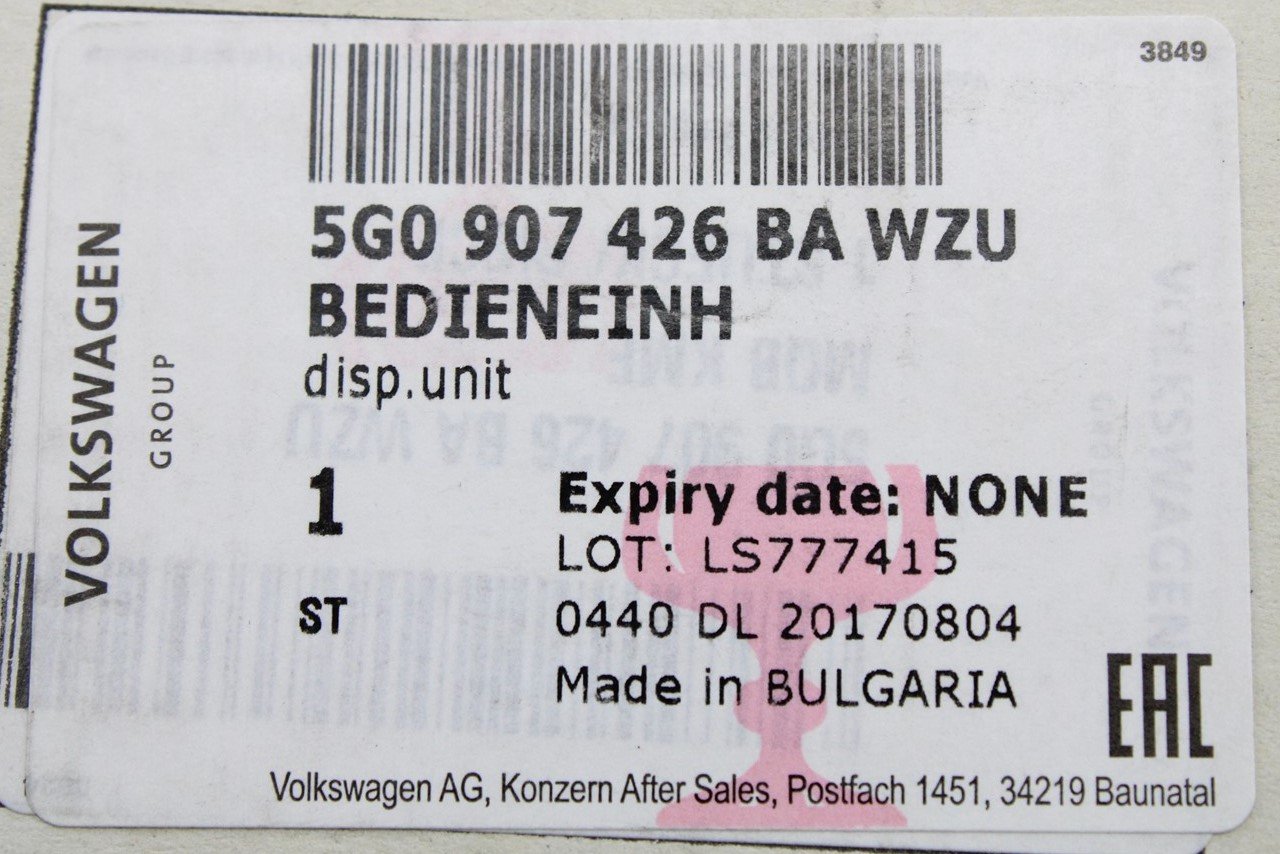 3849
5G0 907 426 BA WZU
BEDIENEINH
disp.unit
VOLKSWAGEN
GROUP
1
Expiry date: NONE
LOT: LS777415
ST
0440 DL 20170804
Made in BULGARIA
EAC
Volkswagen AG, Konzern After Sales, Postfach 1451, 34219 Baunatal